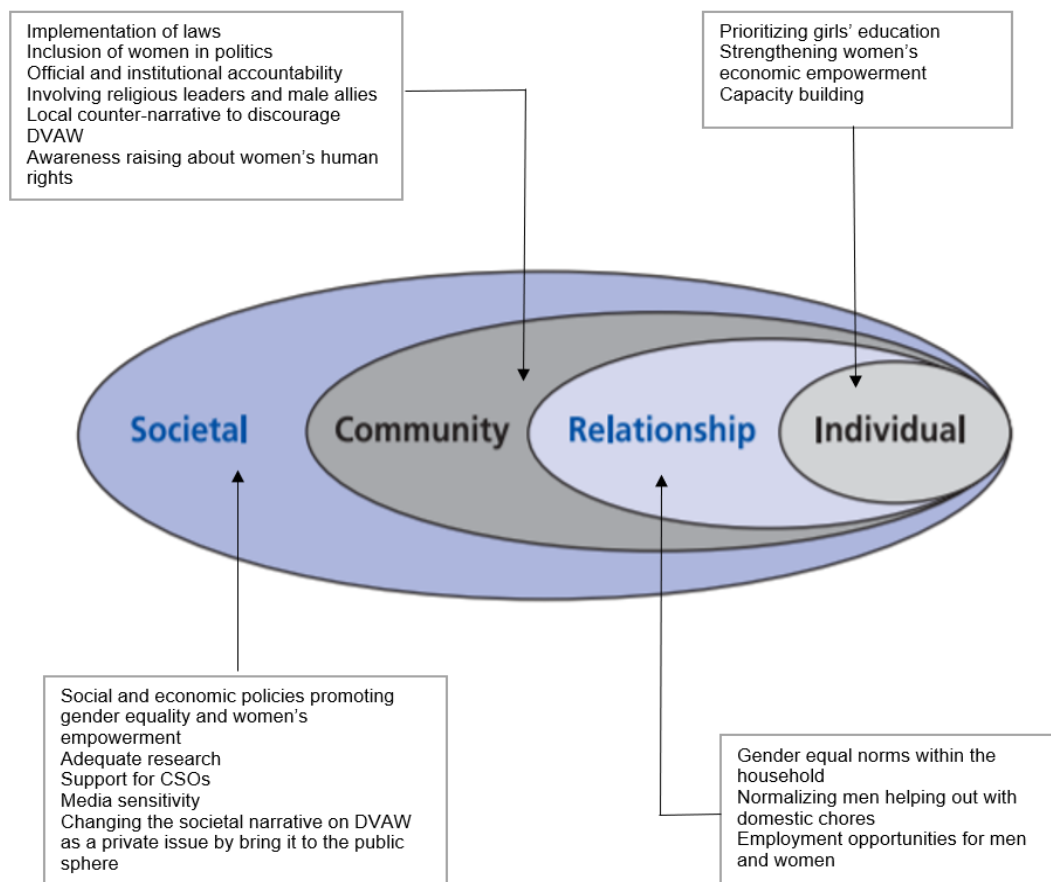 Implementation of laws
Inclusion of women in politics
Official and institutional accountability
Involving religious leaders and male allies
Local counter-narrative to discourage
DVAW
Awareness raising about women's human
rights
Prioritizing girls' education
Strengthening women's
economic empowerment
Capacity building
Societal
Community
Relationship
Individual
Social and economic policies promoting
gender equality and women's
empowerment
Adequate research
Support for CSOs
Media sensitivity
Changing the societal narrative on DVAW
as a private issue by bring it to the public
sphere
Gender equal norms within the
household
Normalizing men helping out with
domestic chores
Employment opportunities for men
and women